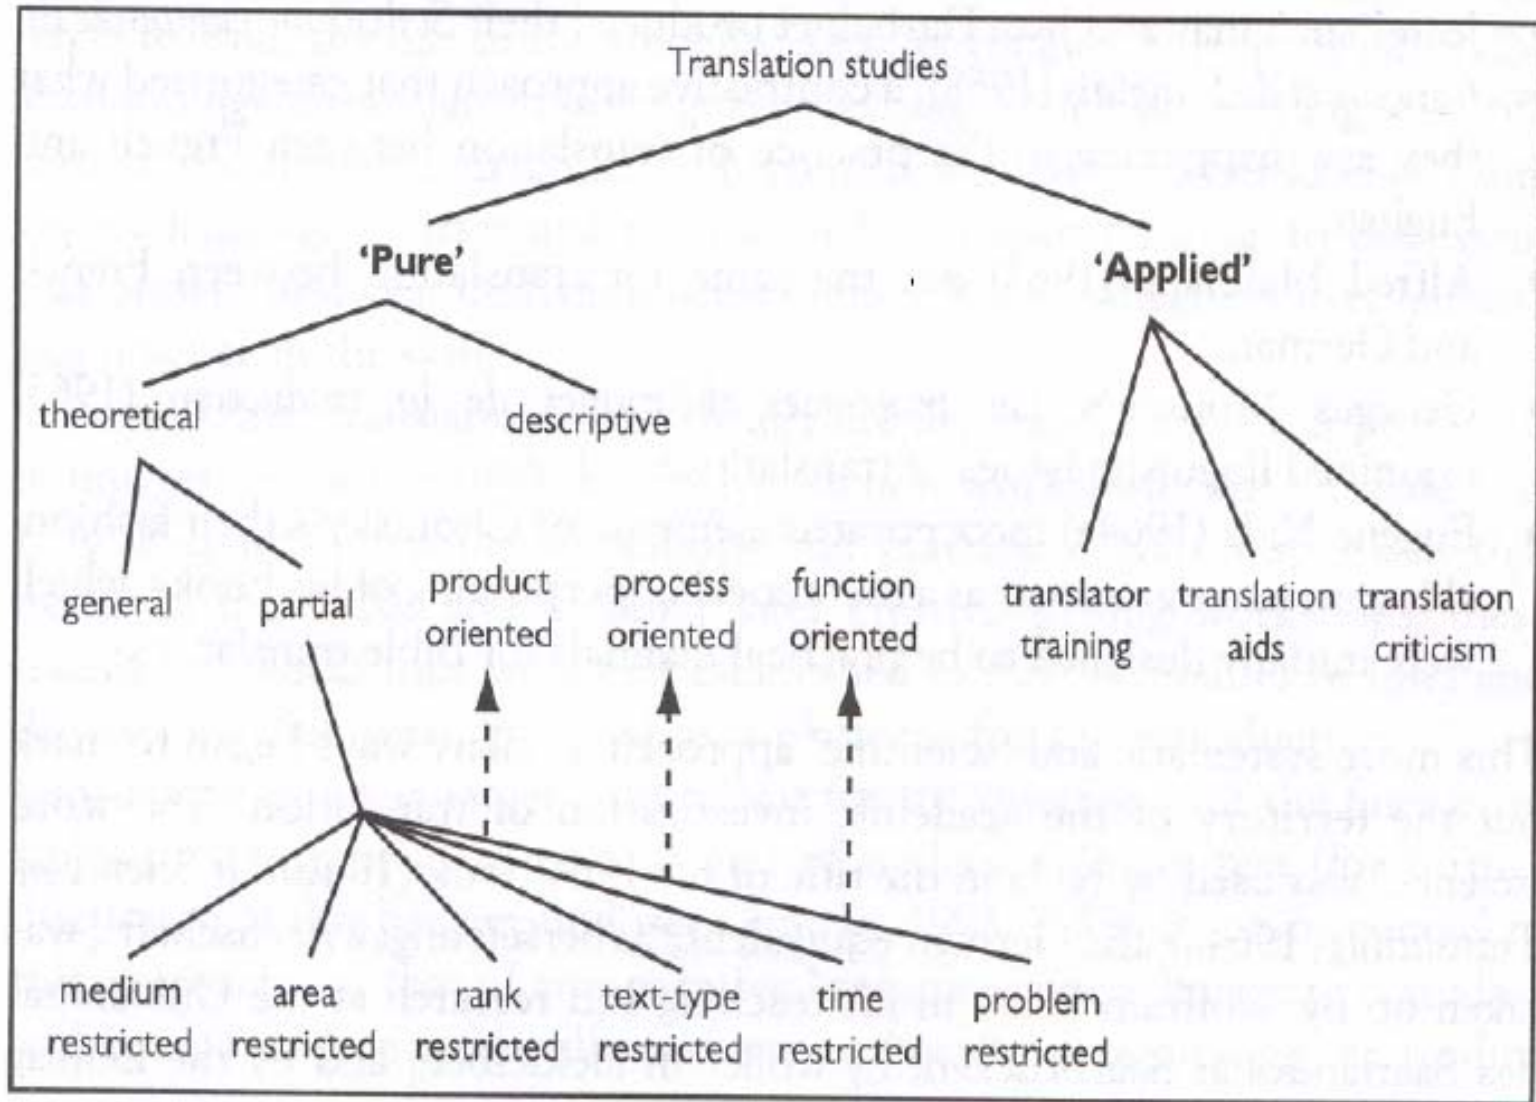 Translation studies
‘Pure’
‘Applied’
theoretical
descriptive
general
partial
product
oriented
process
oriented
function
oriented
translator
training
translation
aids
translation
criticism
medium
restricted
area
restricted
rank
restricted
text-type
restricted
time
restricted
problem
restricted